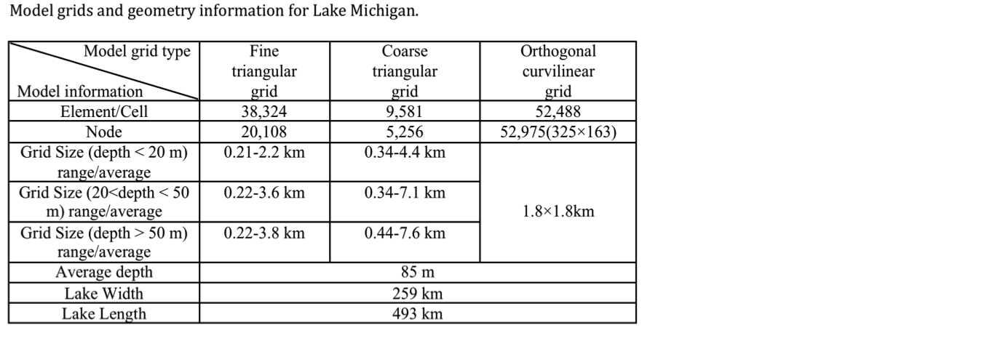 Model grids and geometry information for Lake Michigan.
Model grid type
Model information
Fine
triangular
grid
Coarse
triangular
grid
Orthogonal
curvilinear
grid
Element/Cell 38,324 9,581 52,488
Node 20,108 5,256 52,975(325×163)
Grid Size (depth < 20 m)
range/average
0.21-2.2 km 0.34-4.4 km
Grid Size (20<depth < 50
m) range/average
0.22-3.6 km 0.34-7.1 km
1.8×1.8km
Grid Size (depth > 50 m)
range/average
0.22-3.8 km 0.44-7.6 km
Average depth 85 m
Lake Width 259 km
Lake Length 493 km